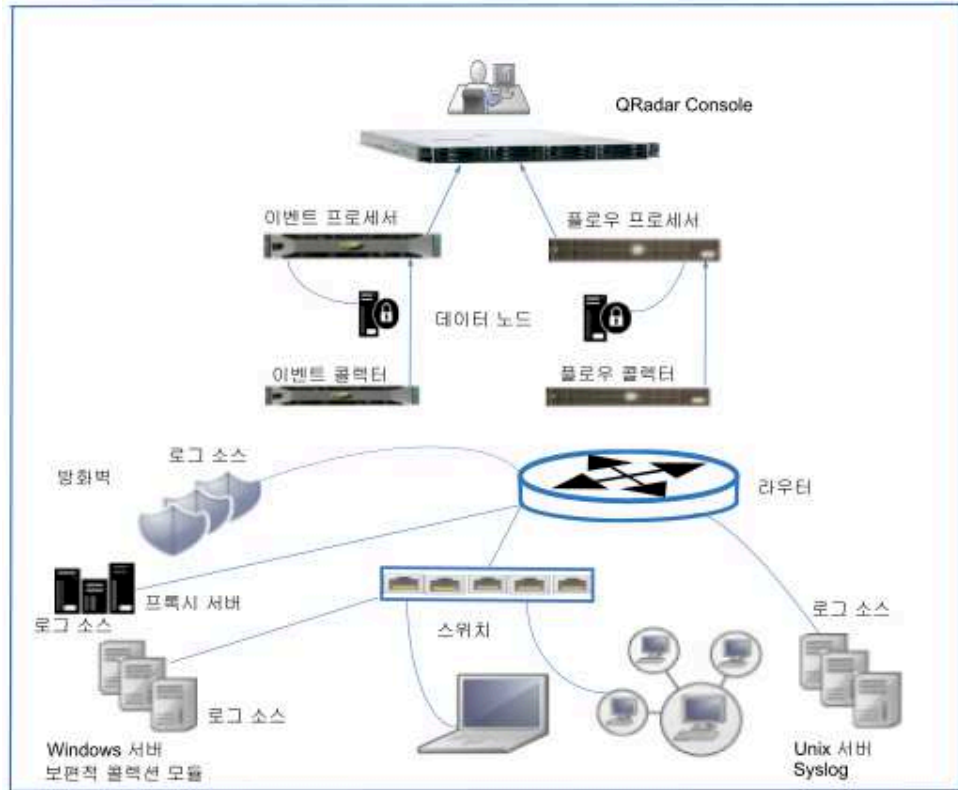 QRadar Console
이벤트 프로세서
플로우 프로세서
데이터 노드
이벤트 콜렉터
플로우 콜렉터
로그 소스
방화벽
라우터
프록시 서버
로그 소스
스위치
로그 소스
로그 소스
Windows 서버
보편적 콜렉션 모듈
Unix 서버
Syslog